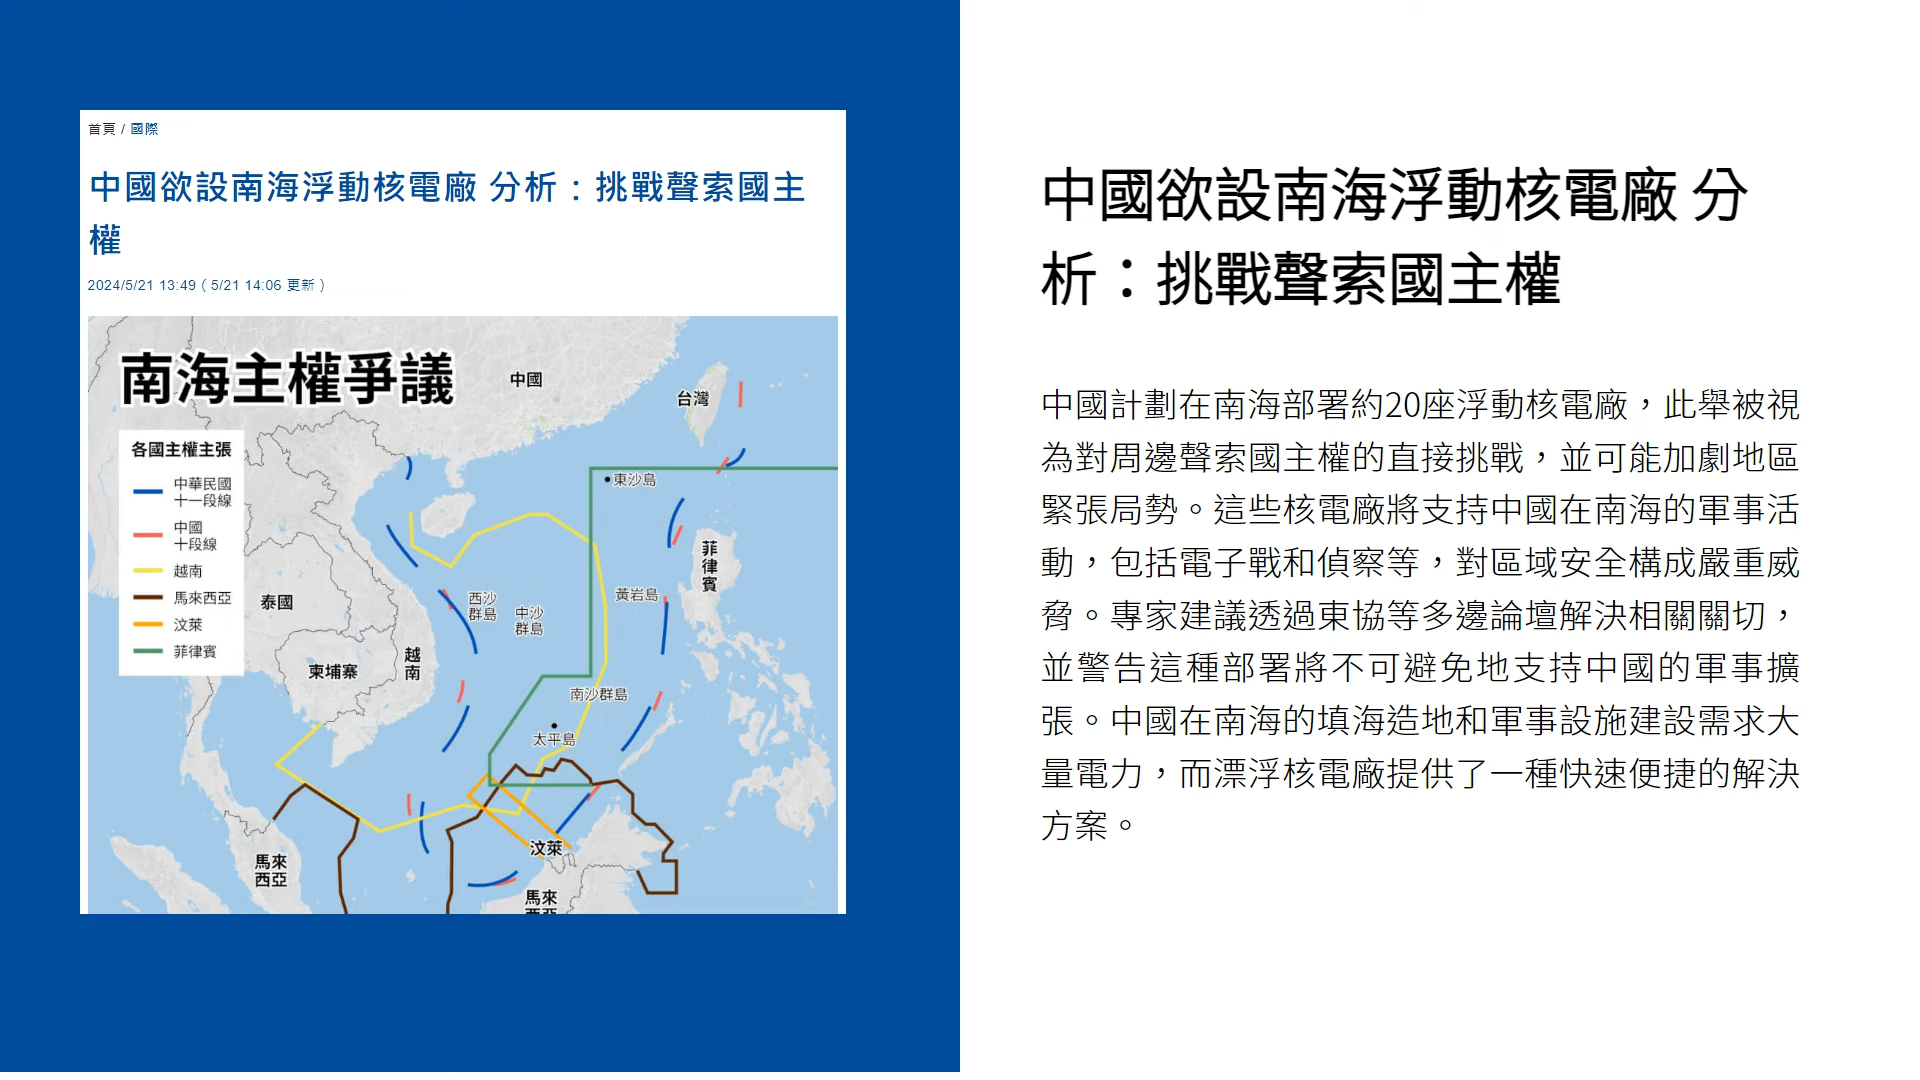 首頁 / 國際
中國欲設南海浮動核電廠 分析：挑戰聲索國主
權
2024/5/21 13:49（5/21 14:06 更新）
南海主權爭議
中國
台灣
各國主權主張
中華民國
十一段線
中國
十段線
越南
馬來西亞
汶萊
菲律賓
東沙島
菲律賓
泰國
西沙
群島
中沙
群島
黃岩島
柬埔寨
越南
南沙群島
太平島
汶萊
馬來
西亞
馬來
西亞
中國欲設南海浮動核電廠 分
析：挑戰聲索國主權
中國計劃在南海部署約20座浮動核電廠，此舉被視
為對周邊聲索國主權的直接挑戰，並可能加劇地區
緊張局勢。這些核電廠將支持中國在南海的軍事活
動，包括電子戰和偵察等，對區域安全構成嚴重威
脅。專家建議透過東協等多邊論壇解決相關關切，
並警告這種部署將不可避免地支持中國的軍事擴
張。中國在南海的填海造地和軍事設施建設需求大
量電力，而漂浮核電廠提供了一種快速便捷的解決
方案。